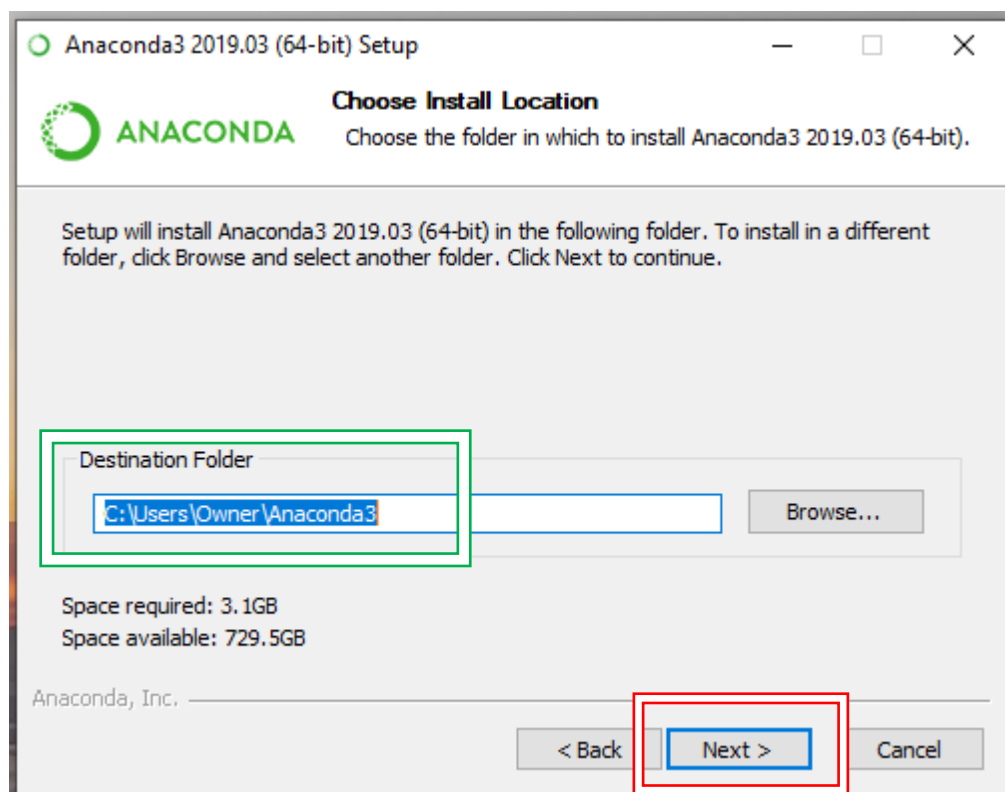 Anaconda3 2019.03 (64-bit) Setup
ANACONDA
Choose Install Location
Choose the folder in which to install Anaconda3 2019.03 (64-bit).
Setup will install Anaconda3 2019.03 (64-bit) in the following folder. To install in a different
folder, click Browse and select another folder. Click Next to continue.
Destination Folder
C:\Users\Owner\Anaconda3
Browse...
Space required: 3.1GB
Space available: 729.5GB
Anaconda, Inc.
< Back
Next >
Cancel